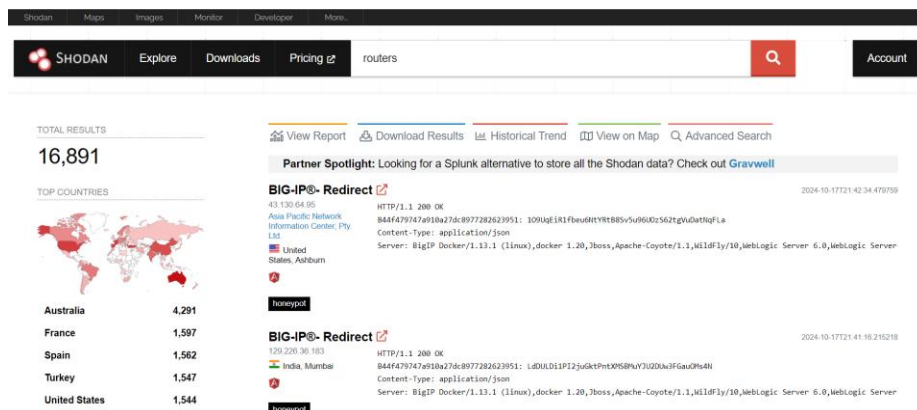 Shodan Maps Images Monitor Developer More...
SHODAN Explore Downloads Pricing routers Account
TOTAL RESULTS
16,891
TOP COUNTRIES
Australia 4,291
France 1,597
Spain 1,562
Turkey 1,547
United States 1,544
View Report Download Results Historical Trend View on Map Advanced Search
Partner Spotlight: Looking for a Splunk alternative to store all the Shodan data? Check out Gravwell
BIG-IP®- Redirect
2024-10-17T21:42:34.479759
43.130.64.95
Asia Pacific Network
Information Center, Pty.
Ltd.
United
States, Ashburn
honeypot
HTTP/1.1 200 OK
Content-Type: application/json
Server: BigIP Docker/1.13.1 (linux),docker 1.20,Jboss,Apache-Coyote/1.1,WildFly/10,WebLogic Server 6.0,WebLogic Server
BIG-IP®- Redirect
2024-10-17T21:41:16.215218
129.226.36.183
India, Mumbai
honeypot
HTTP/1.1 200 OK
Content-Type: application/json
Server: BigIP Docker/1.13.1 (linux),docker 1.20,Jboss,Apache-Coyote/1.1,WildFly/10,WebLogic Server 6.0,WebLogic Server